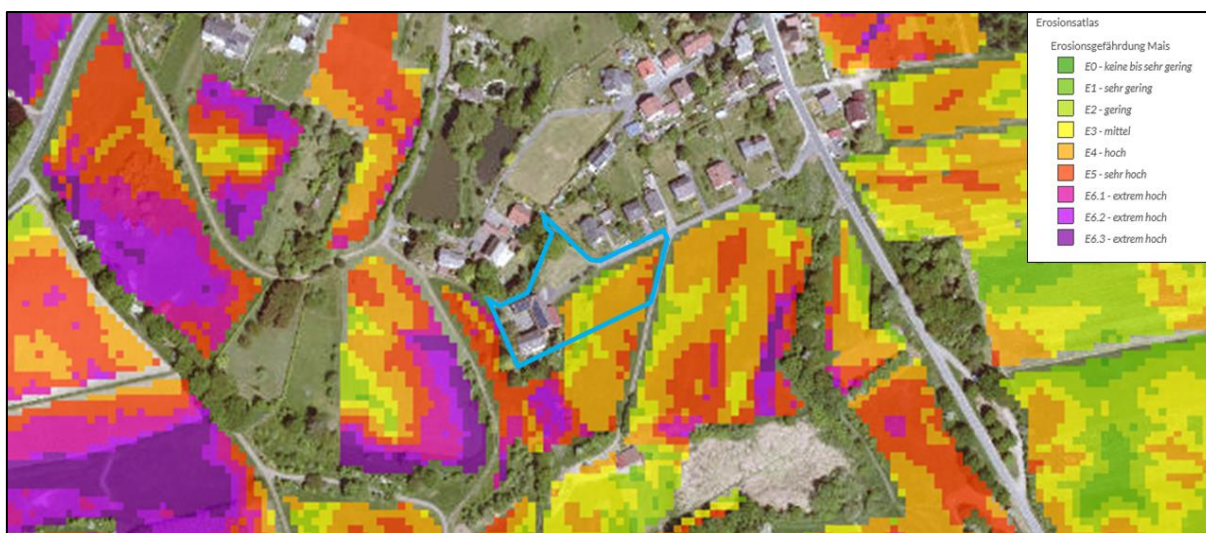 Erosionsatlas
Erosionsgefährdung Mais
E0 - keine bis sehr gering
E1 - sehr gering
E2 - gering
E3 - mittel
E4 - hoch
E5 - sehr hoch
E6.1 - extrem hoch
E6.2 - extrem hoch
E6.3 - extrem hoch